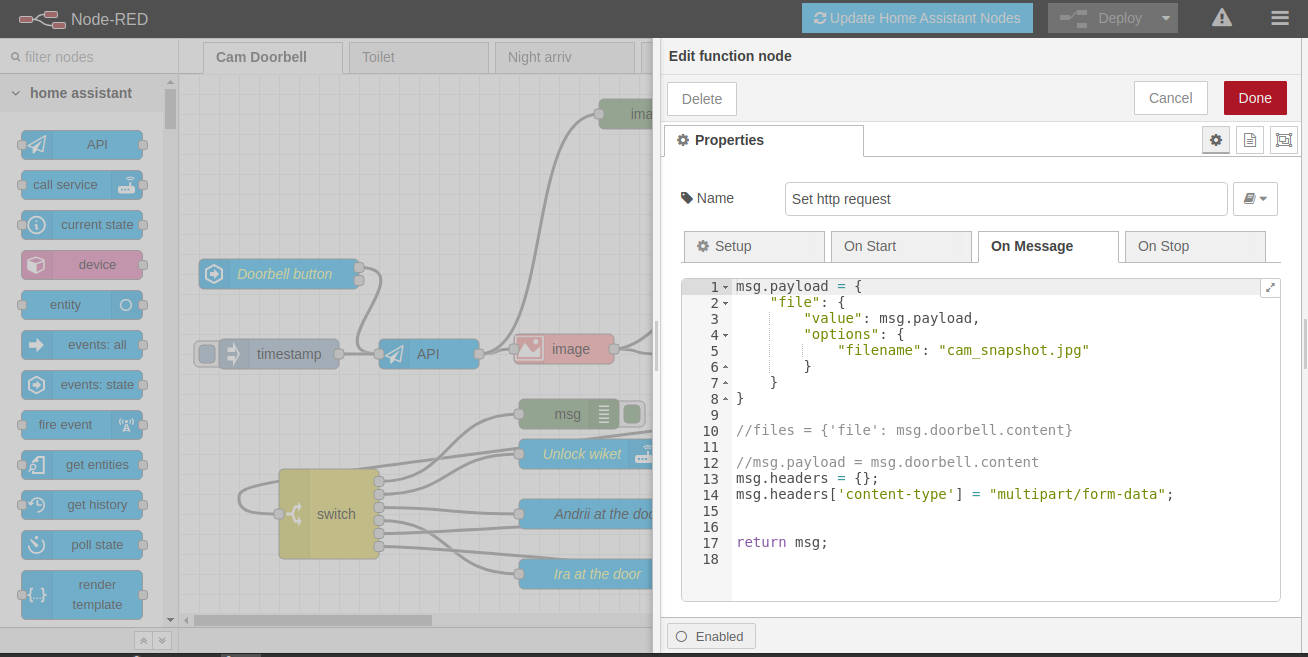 Node-RED
Update Home Assistant Nodes
Deploy
filter nodes
Cam Doorbell
Toilet
Night arriv
home assistant
API
call service
current state
device
entity
events: all
events: state
fire event
get entities
get history
poll state
render
template
Doorbell button
timestamp
API
ima
image
msg
Unlock wiket
switch
Andrii at the doo
Ira at the door
Edit function node
Delete
Cancel
Done
Properties
Name
Set http request
Setup
On Start
On Message
On Stop
1 msg.payload = {
2     "file": {
3         "value": msg.payload,
4         "options": {
5             "filename": "cam_snapshot.jpg"
6         }
7     }
8 }
9
10 //files = {'file': msg.doorbell.content}
11
12 //msg.payload = msg.doorbell.content
13 msg.headers = {};
14 msg.headers['content-type'] = "multipart/form-data";
15
16
17 return msg;
18
Enabled